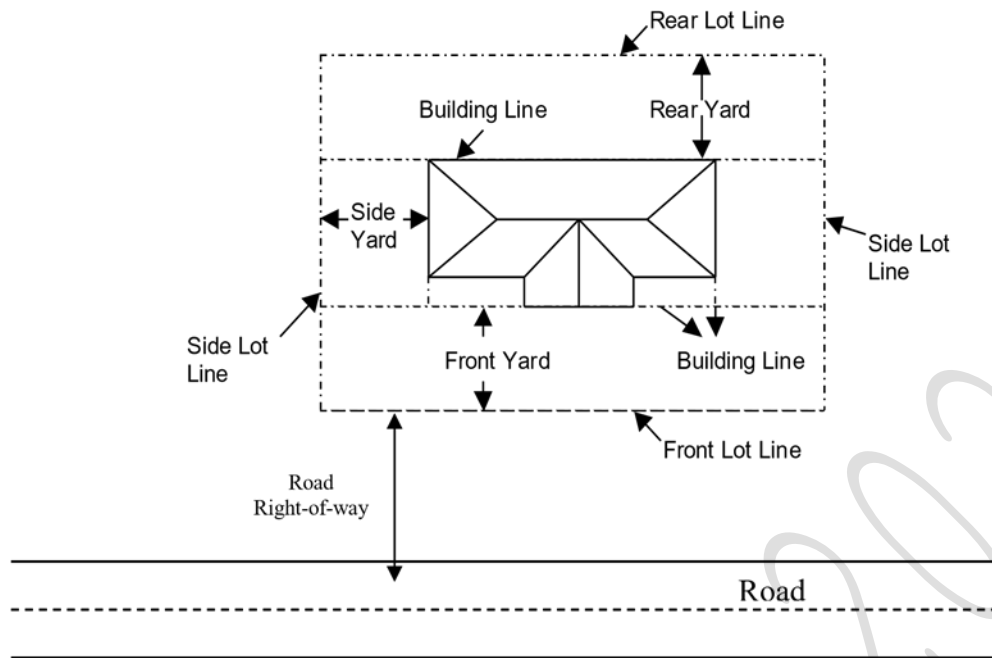 Rear Lot Line
Building Line
Rear Yard
Side
Yard
Side Lot
Line
Side Lot
Line
Front Yard
Building Line
Front Lot Line
Road
Right-of-way
Road